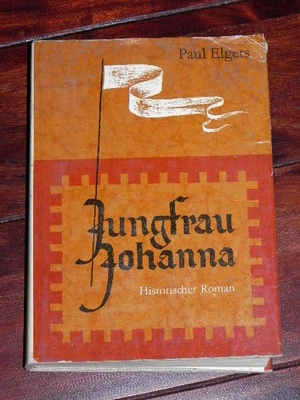 Paul Elgers
Jungfrau
Johanna
Historischer Roman